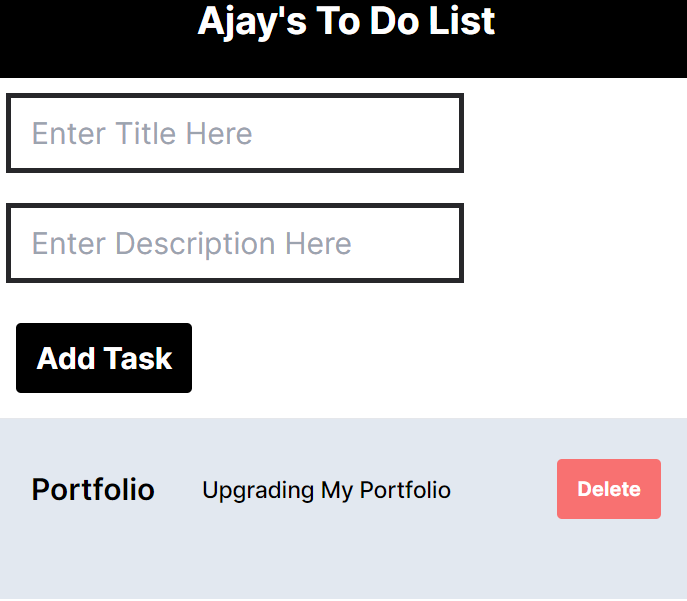 Ajay's To Do List
Enter Title Here
Enter Description Here
Add Task
Portfolio Upgrading My Portfolio Delete